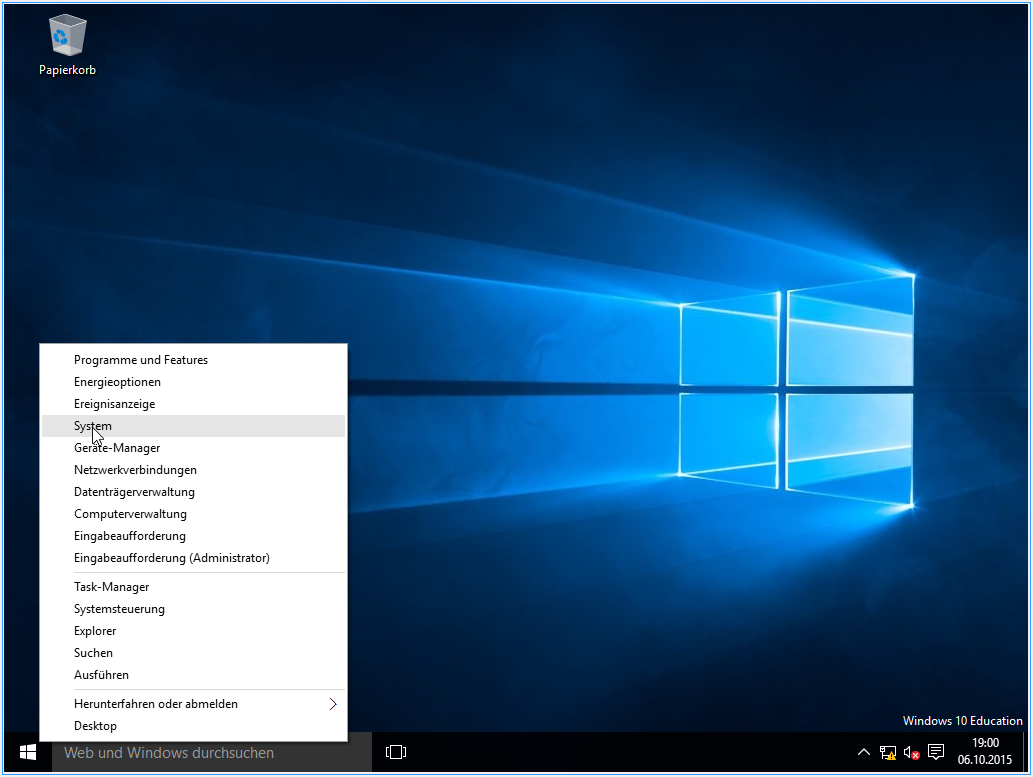 Papierkorb
Programme und Features
Energieoptionen
Ereignisanzeige
System
Geräte-Manager
Netzwerkverbindungen
Datenträgerverwaltung
Computerverwaltung
Eingabeaufforderung
Eingabeaufforderung (Administrator)
Task-Manager
Systemsteuerung
Explorer
Suchen
Ausführen
Herunterfahren oder abmelden
Desktop
Windows 10 Education
Web und Windows durchsuchen
19:00
06.10.2015